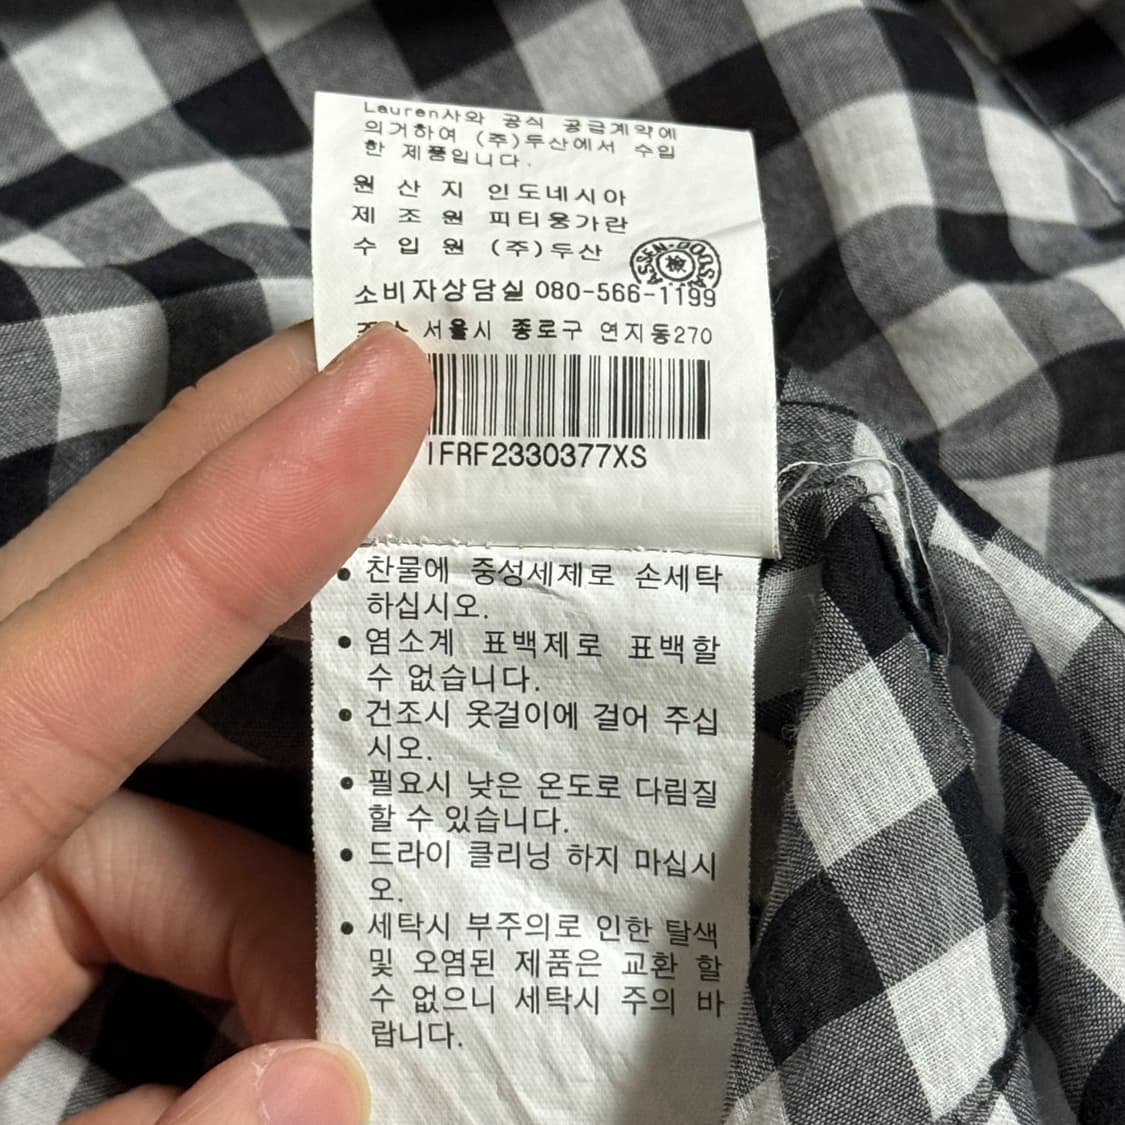 Lauren사와 공식 공급계약에
의거하여 (주)두산에서 수입
한 제품입니다.
원 산 지 인도네시아
제 조 원 피티웅가란
수 입 원 (주)두산
ASSEN-DOOSAN
檢
소비자상담실 080-566-1199
주소 서울시 종로구 연지동270
IFRF2330377XS
● 찬물에 중성세제로 손세탁
하십시오.
● 염소계 표백제로 표백할
수 없습니다.
● 건조시 옷걸이에 걸어 주십
시오.
● 필요시 낮은 온도로 다림질
할 수 있습니다.
● 드라이 클리닝 하지 마십시
오.
● 세탁시 부주의로 인한 탈색
및 오염된 제품은 교환 할
수 없으니 세탁시 주의 바
랍니다.